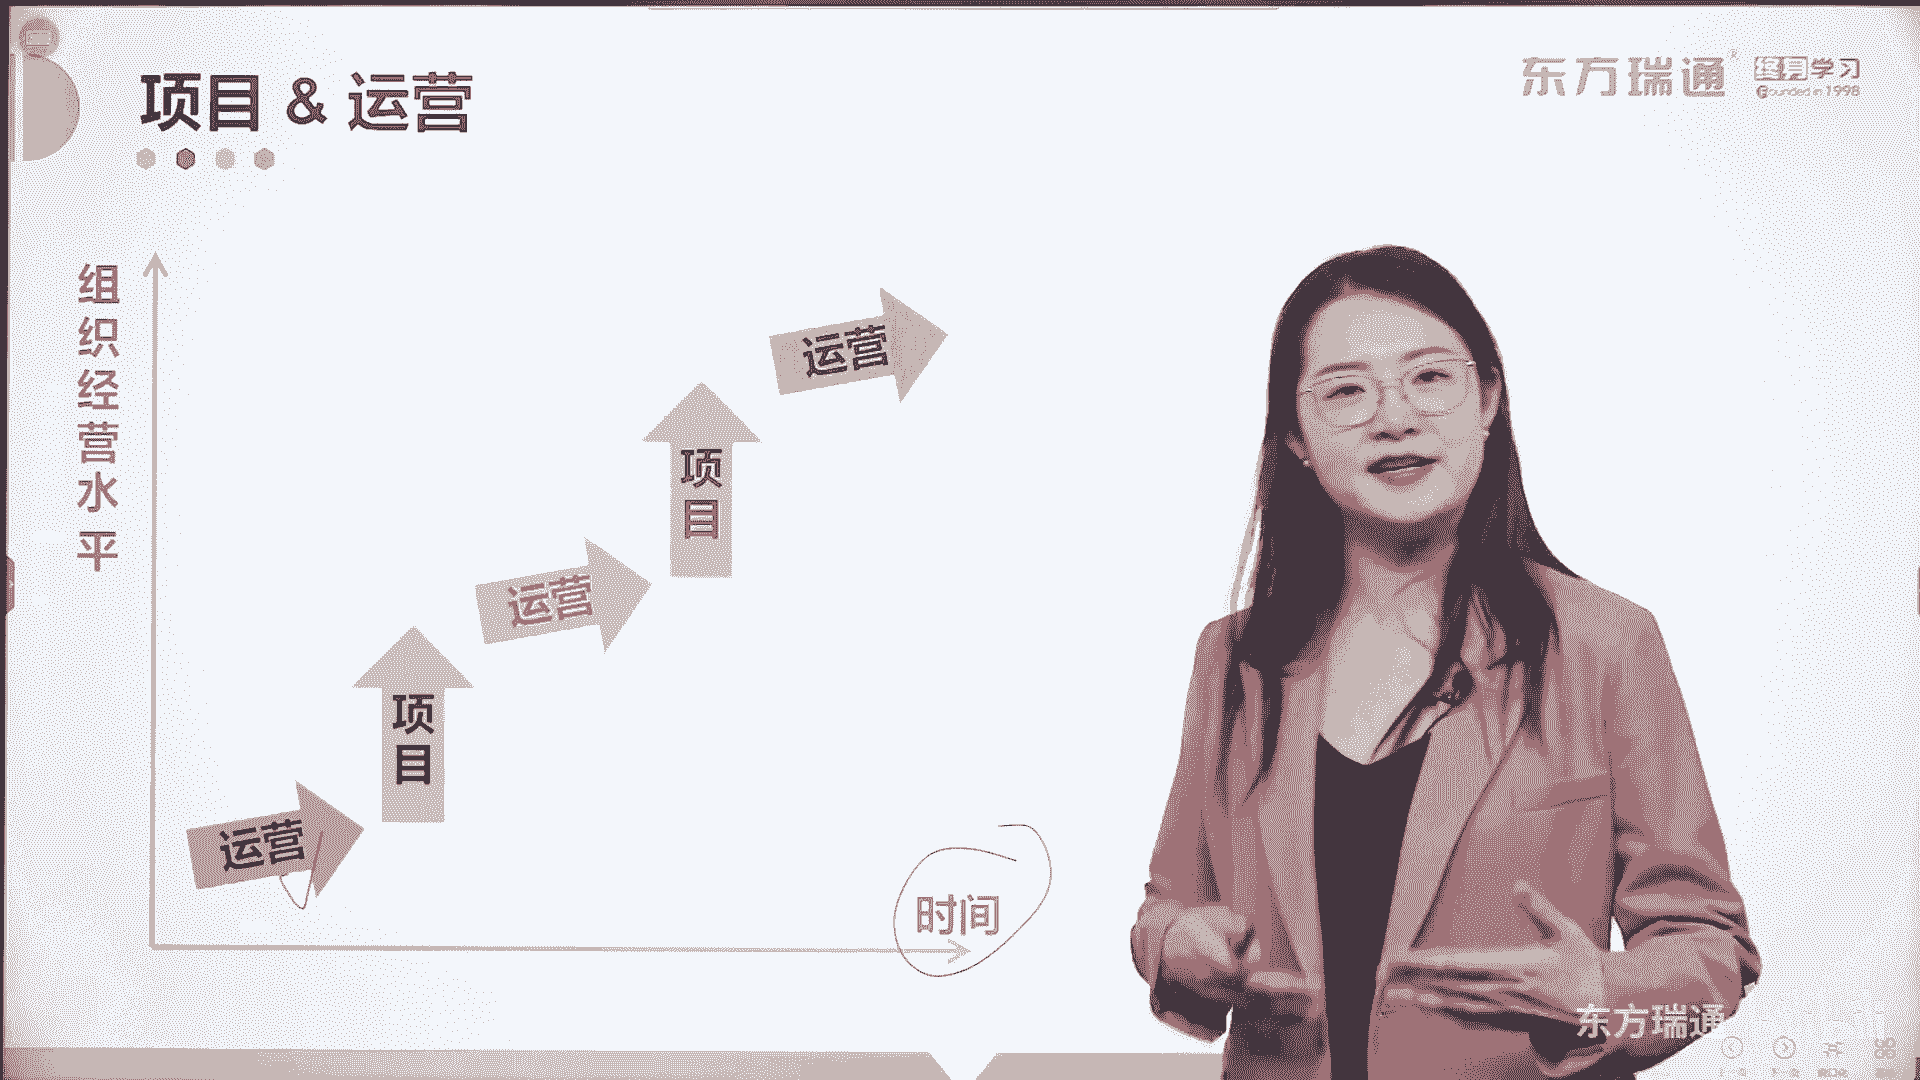 项目 & 运营
东方瑞通
终身学习
Founded in 1998
组织经营水平
运营
项目
运营
项目
运营
时间
东方瑞通